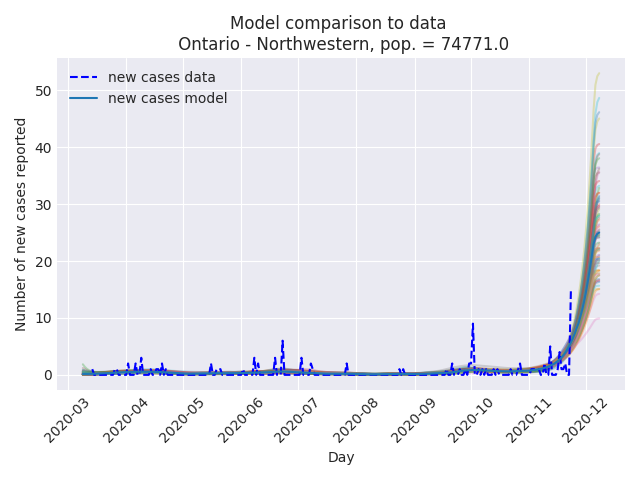 Model comparison to data
Ontario - Northwestern, pop. = 74771.0
new cases data
new cases model
Number of new cases reported
50
40
30
20
10
0
2020-03
2020-04
2020-05
2020-06
2020-07
2020-08
2020-09
2020-10
2020-11
2020-12
Day